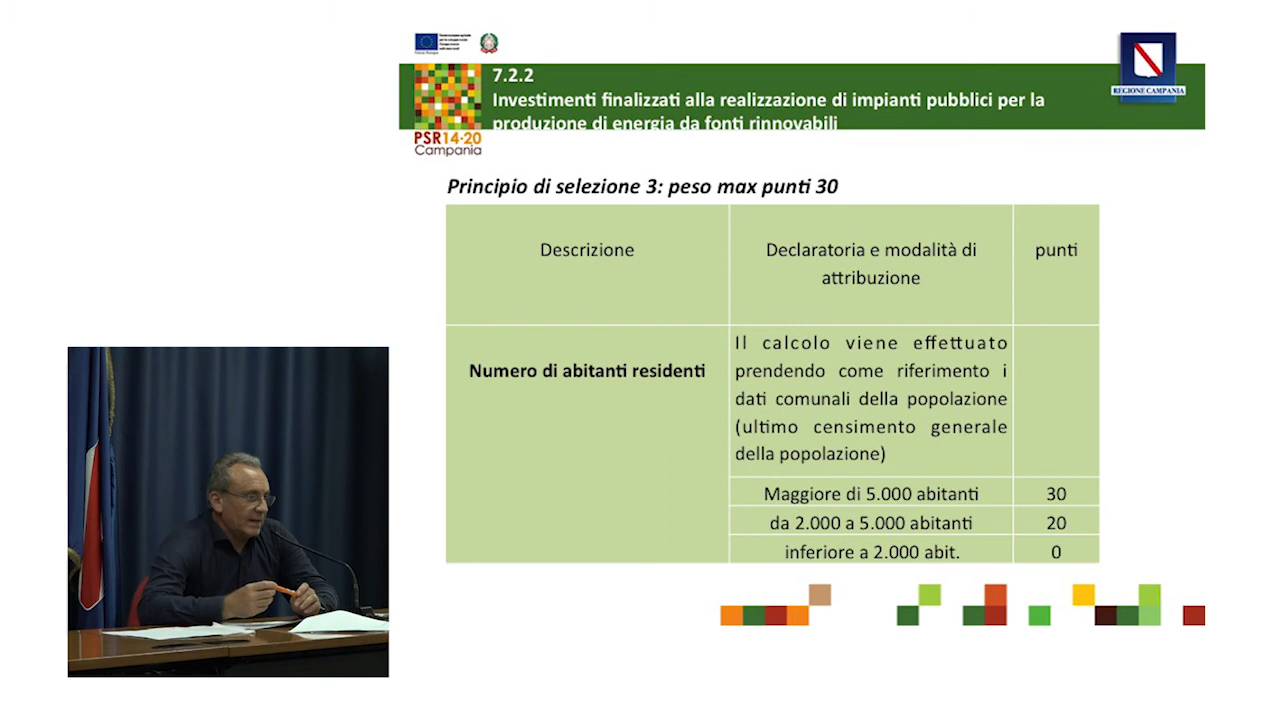 7.2.2
Investimenti finalizzati alla realizzazione di impianti pubblici per la
produzione di energia da fonti rinnovabili
REGIONE CAMPANIA
PSR14·20
Campania
Principio di selezione 3: peso max punti 30
Descrizione
Declaratoria e modalità di
attribuzione
punti
Numero di abitanti residenti
Il calcolo viene effettuato
prendendo come riferimento i
dati comunali della popolazione
(ultimo censimento generale
della popolazione)
Maggiore di 5.000 abitanti
30
da 2.000 a 5.000 abitanti
20
inferiore a 2.000 abit.
0